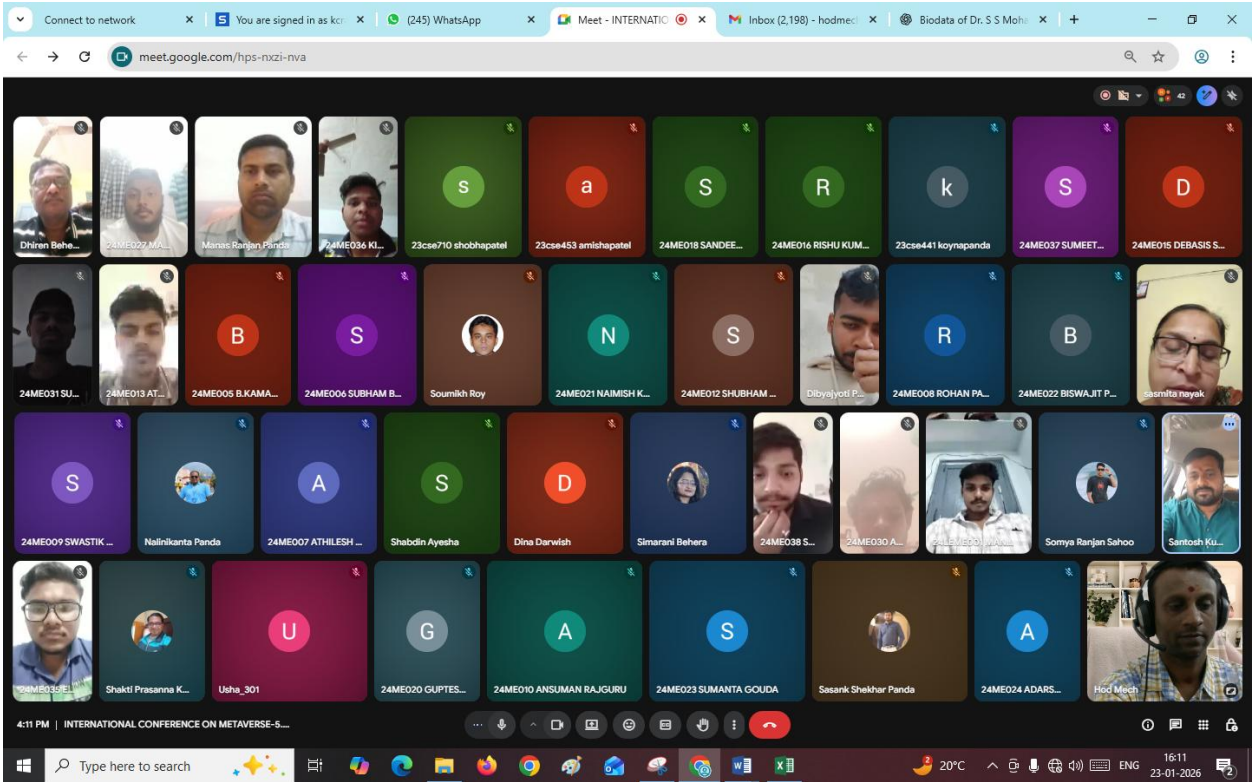 Connect to network
You are signed in as kcr
(245) WhatsApp
Meet - INTERNATIO
Inbox (2,198) - hodmec
Biodata of Dr. S S Moha
meet.google.com/hps-nxzi-nva
42
Dhiren Behe...
24ME027 MA...
Manas Ranjan Panda
24ME036 KI...
s
23cse710 shobhapatel
a
23cse453 amishapatel
S
24ME018 SANDEE...
R
24ME016 RISHU KUM...
k
23cse441 koynapanda
S
24ME037 SUMEET...
D
24ME015 DEBASIS S...
24ME031 SU...
24ME013 AT...
B
24ME005 B.KAMA...
S
24ME006 SUBHAM B...
Soumikh Roy
N
24ME021 NAIMISH K...
S
24ME012 SHUBHAM ...
Dibyajyoti P...
R
24ME008 ROHAN PA...
B
24ME022 BISWAJIT P...
sasmita nayak
S
24ME009 SWASTIK ...
Nalinikanta Panda
A
24ME007 ATHILESH ...
S
Shabdin Ayesha
D
Dina Darwish
Simarani Behera
24ME038 S...
24ME030 A...
Somya Ranjan Sahoo
Santosh Ku...
24ME035 E...
Shakti Prasanna K...
U
Usha_301
G
24ME020 GUPTES...
A
24ME010 ANSUMAN RAJGURU
S
24ME023 SUMANTA GOUDA
Sasank Shekhar Panda
A
24ME024 ADARS...
Hod Mech
4:11 PM | INTERNATIONAL CONFERENCE ON METAVERSE-5....
Type here to search
2
20°C
ENG
16:11
23-01-2026
2